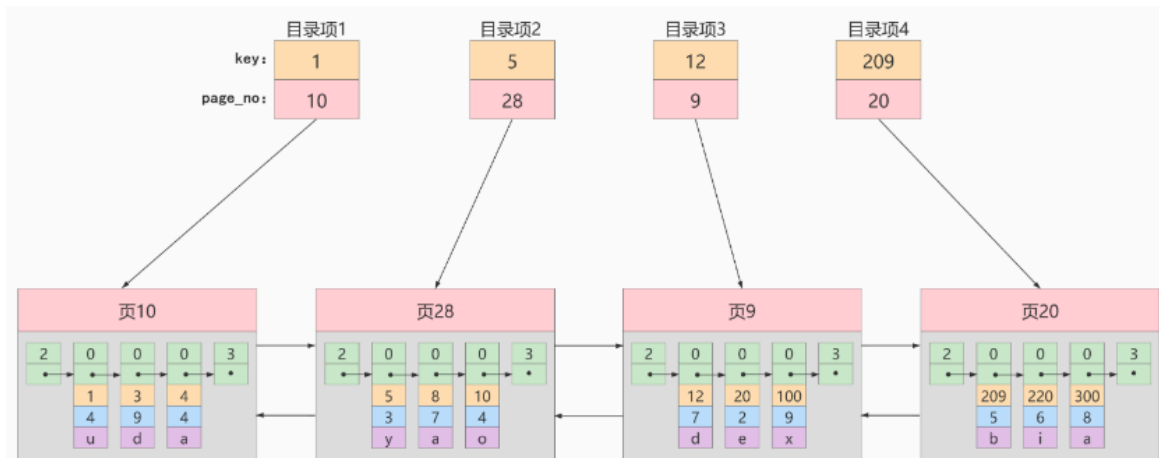 目录项1 目录项2 目录项3 目录项4
key: 1 5 12 209
page_no: 10 28 9 20
页10 页28 页9 页20
2 0 0 0 3 2 0 0 0 3 2 0 0 0 3 2 0 0 0 3
1 3 4 5 8 10 12 20 100 209 220 300
4 9 4 3 7 4 7 2 9 5 6 8
u d a y a o d e x b i a